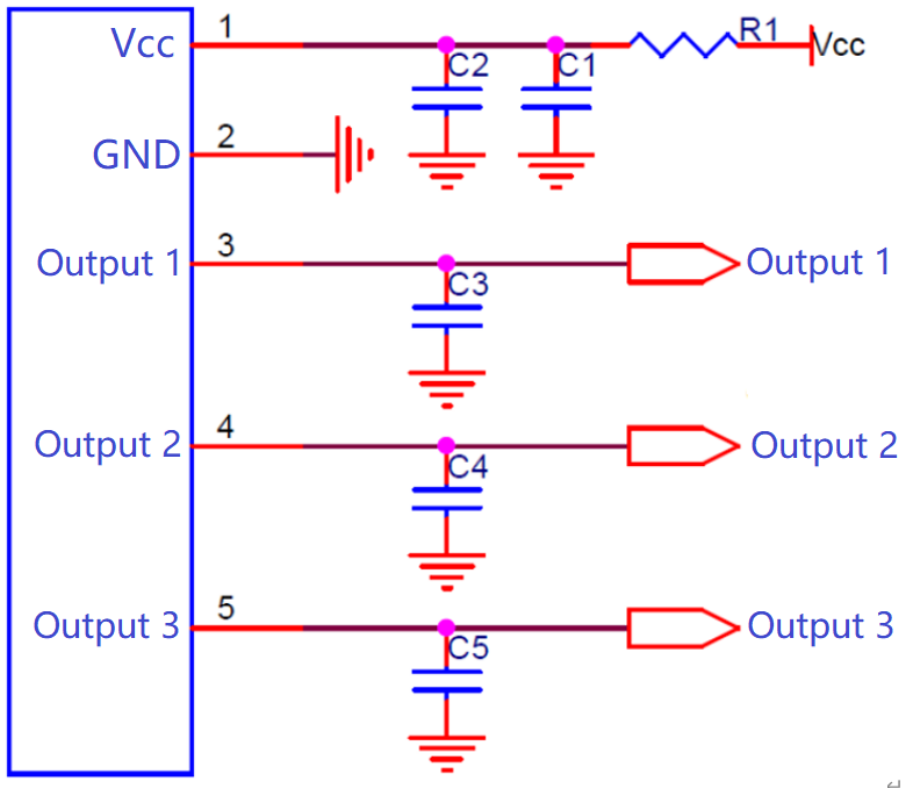 Vcc 1 C2 C1 R1 Vcc
GND 2
Output 1 3 C3 Output 1
Output 2 4 C4 Output 2
Output 3 5 C5 Output 3
↵